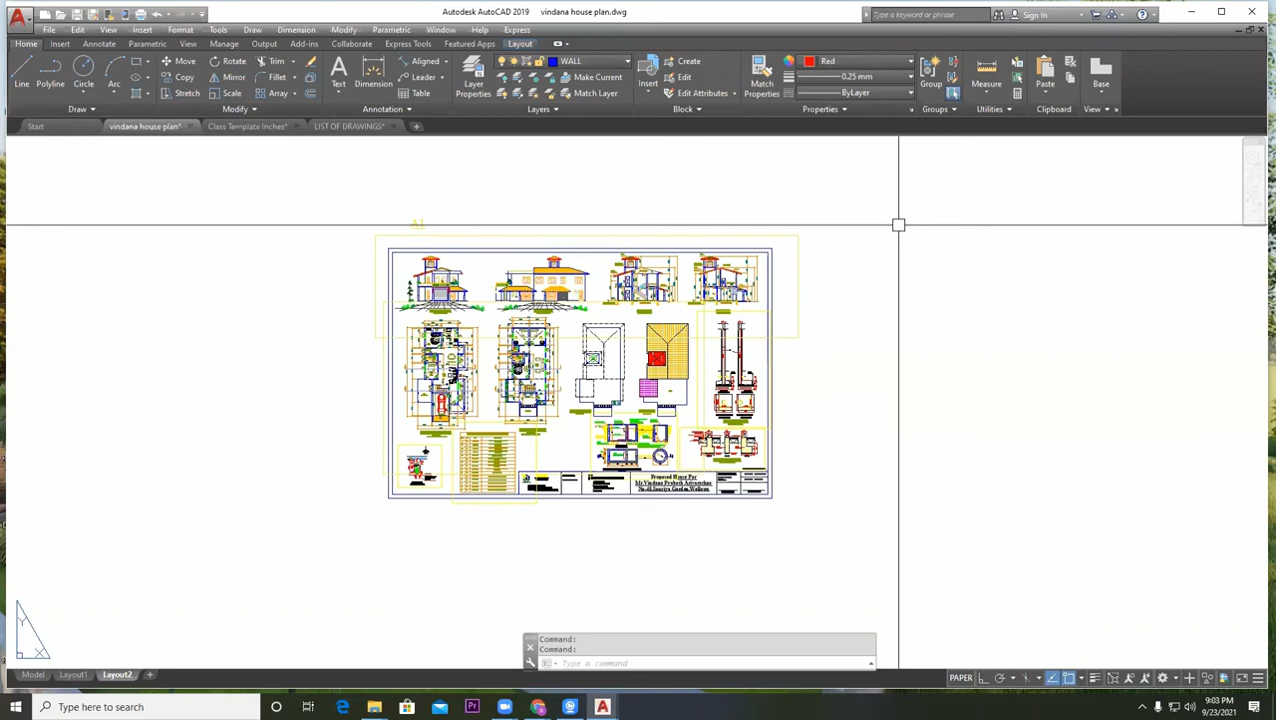 Autodesk AutoCAD 2019 vindana house plan.dwg
Type a keyword or phrase
Sign In
File Edit View Insert Format Tools Draw Dimension Modify Parametric Window Help Express
Home Insert Annotate Parametric View Manage Output Add-ins Collaborate Express Tools Featured Apps Layout
Line Polyline Circle Arc
Move Rotate Trim
Copy Mirror Fillet
Stretch Scale Array
Text Dimension
Aligned
Leader
Table
Layer Properties
WALL
Make Current
Match Layer
Insert
Create
Edit
Edit Attributes
Match Properties
Red
0.25 mm
ByLayer
Group Measure Paste Base
Draw Modify Annotation Layers Block Properties Groups Utilities Clipboard View
Start vindana house plan* Class Template Inches* LIST OF DRAWINGS*
A1
Proposed House For
Command:
Command:
Type a command
Model Layout1 Layout2
PAPER
Type here to search
9:03 PM
9/23/2021